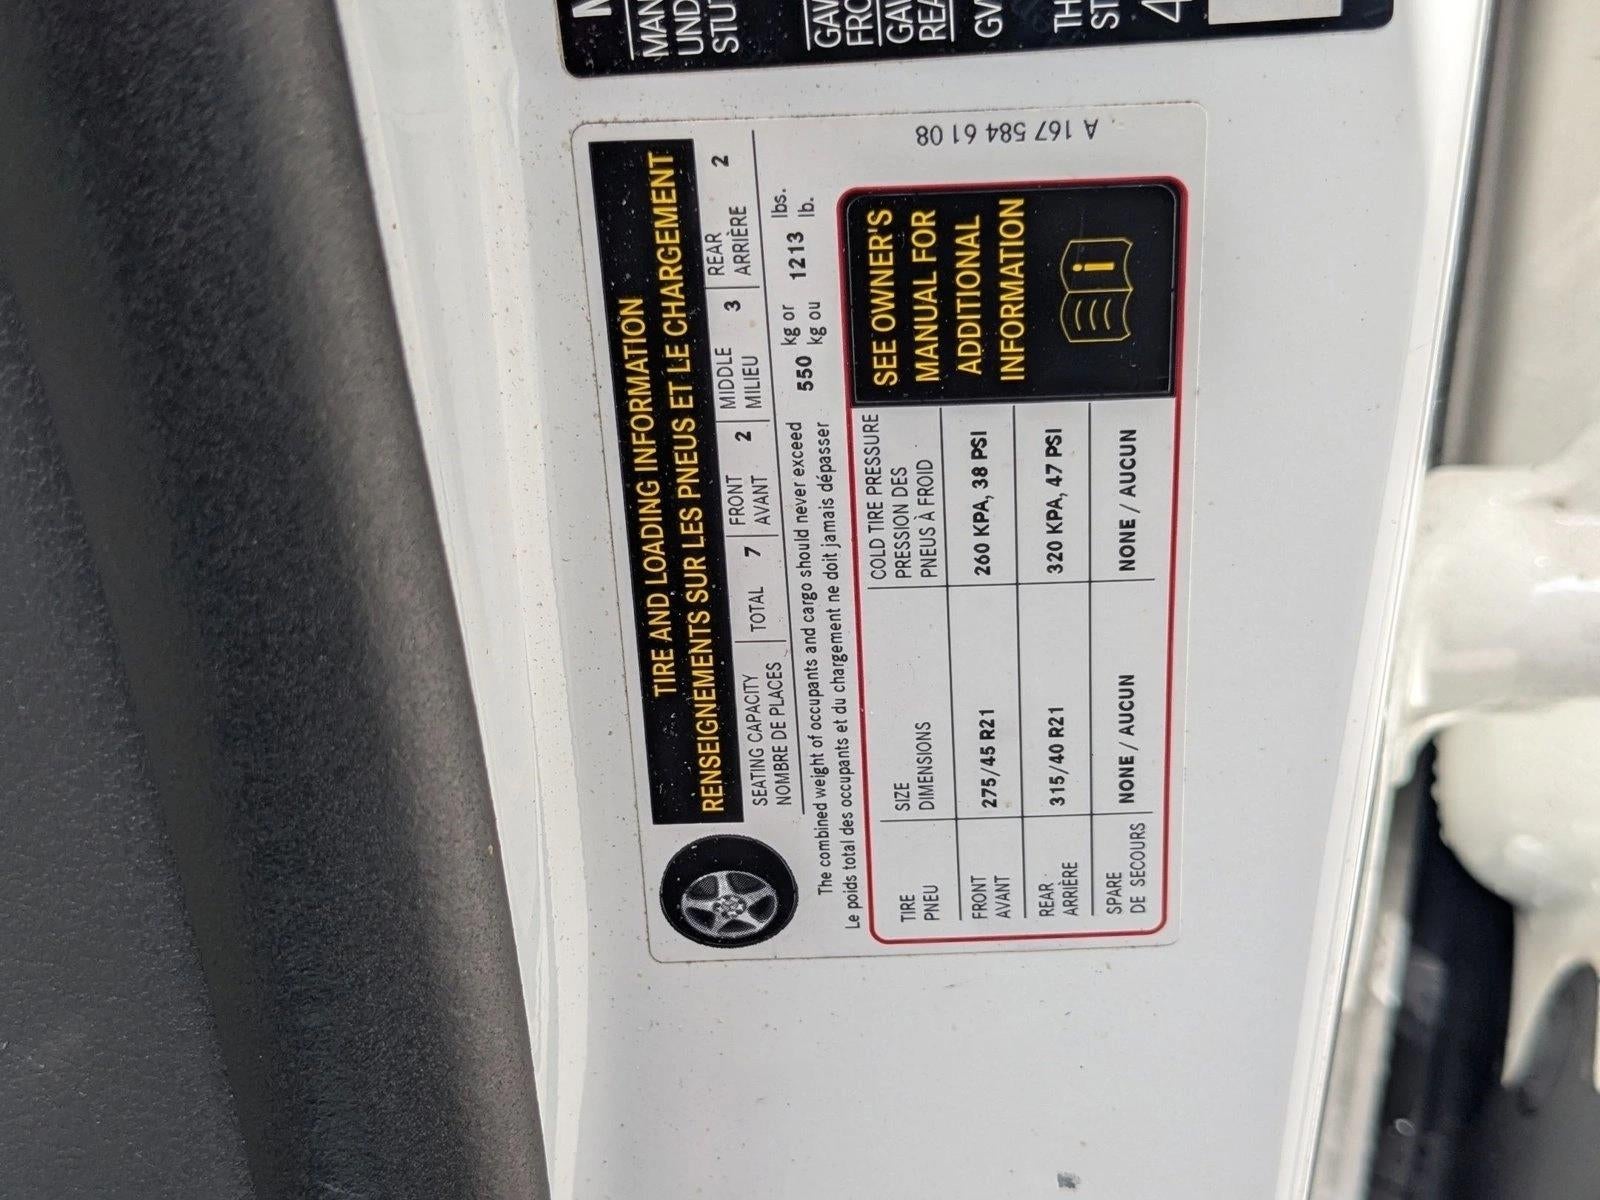 GVW
TIRE AND LOADING INFORMATION
RENSEIGNEMENTS SUR LES PNEUS ET LE CHARGEMENT
SEATING CAPACITY
NOMBRE DE PLACES
TOTAL 7
FRONT
AVANT 2
MIDDLE
MILIEU 3
REAR
ARRIÈRE 2
The combined weight of occupants and cargo should never exceed 550 kg or 1213 lbs.
Le poids total des occupants et du chargement ne doit jamais dépasser kg ou lb.
TIRE
PNEU
SIZE
DIMENSIONS
COLD TIRE PRESSURE
PRESSION DES
PNEUS À FROID
FRONT
AVANT
275/45 R21
260 KPA, 38 PSI
REAR
ARRIÈRE
315/40 R21
320 KPA, 47 PSI
SPARE
DE SECOURS
NONE / AUCUN
NONE / AUCUN
SEE OWNER'S
MANUAL FOR
ADDITIONAL
INFORMATION
A 167 584 61 08